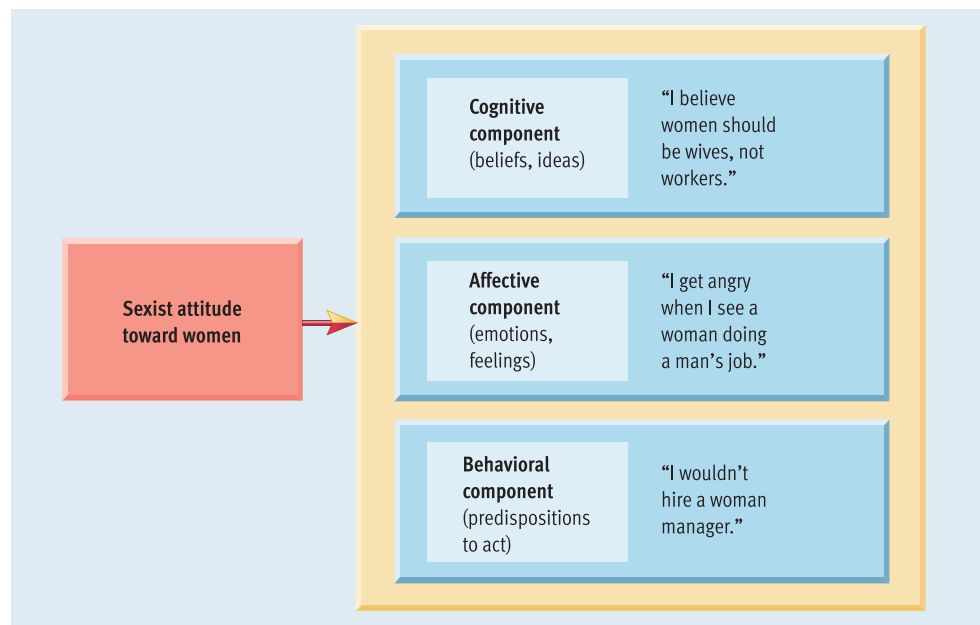 Sexist attitude
toward women
Cognitive
component
(beliefs, ideas)
“I believe
women should
be wives, not
workers.”
Affective
component
(emotions,
feelings)
“I get angry
when I see a
woman doing
a man’s job.”
Behavioral
component
(predispositions
to act)
“I wouldn’t
hire a woman
manager.”